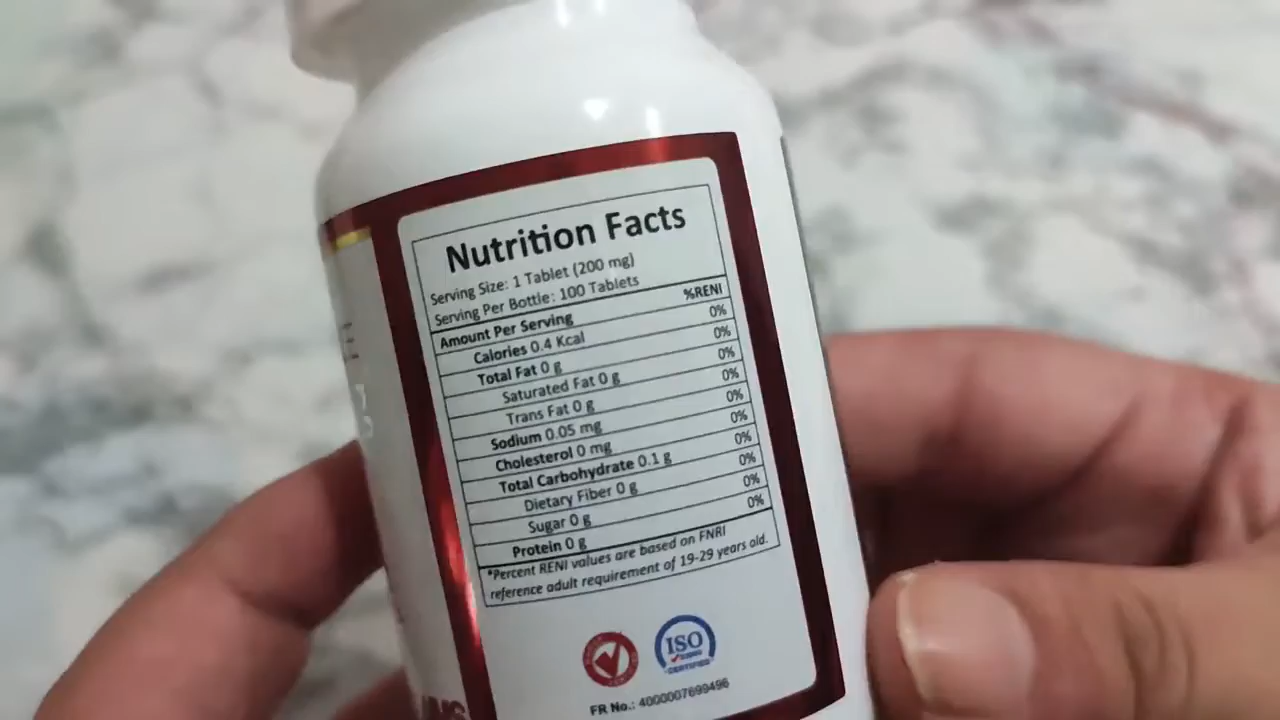 Nutrition Facts
Serving Size: 1 Tablet (200 mg)
Serving Per Bottle: 100 Tablets
Amount Per Serving %RENI
Calories 0.4 Kcal 0%
Total Fat 0 g 0%
Saturated Fat 0 g 0%
Trans Fat 0 g 0%
Sodium 0.05 mg 0%
Cholesterol 0 mg 0%
Total Carbohydrate 0.1 g 0%
Dietary Fiber 0 g 0%
Sugar 0 g 0%
Protein 0 g 0%
*Percent RENI values are based on FNRI
reference adult requirement of 19-29 years old.
ISO
CERTIFIED
FR No.: 4000007699496